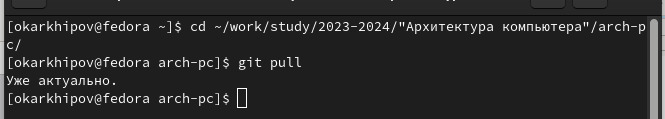 [okarkhipov@fedora ~]$ cd ~/work/study/2023-2024/"Архитектура компьютера"/arch-p
c/
[okarkhipov@fedora arch-pc]$ git pull
Уже актуально.
[okarkhipov@fedora arch-pc]$